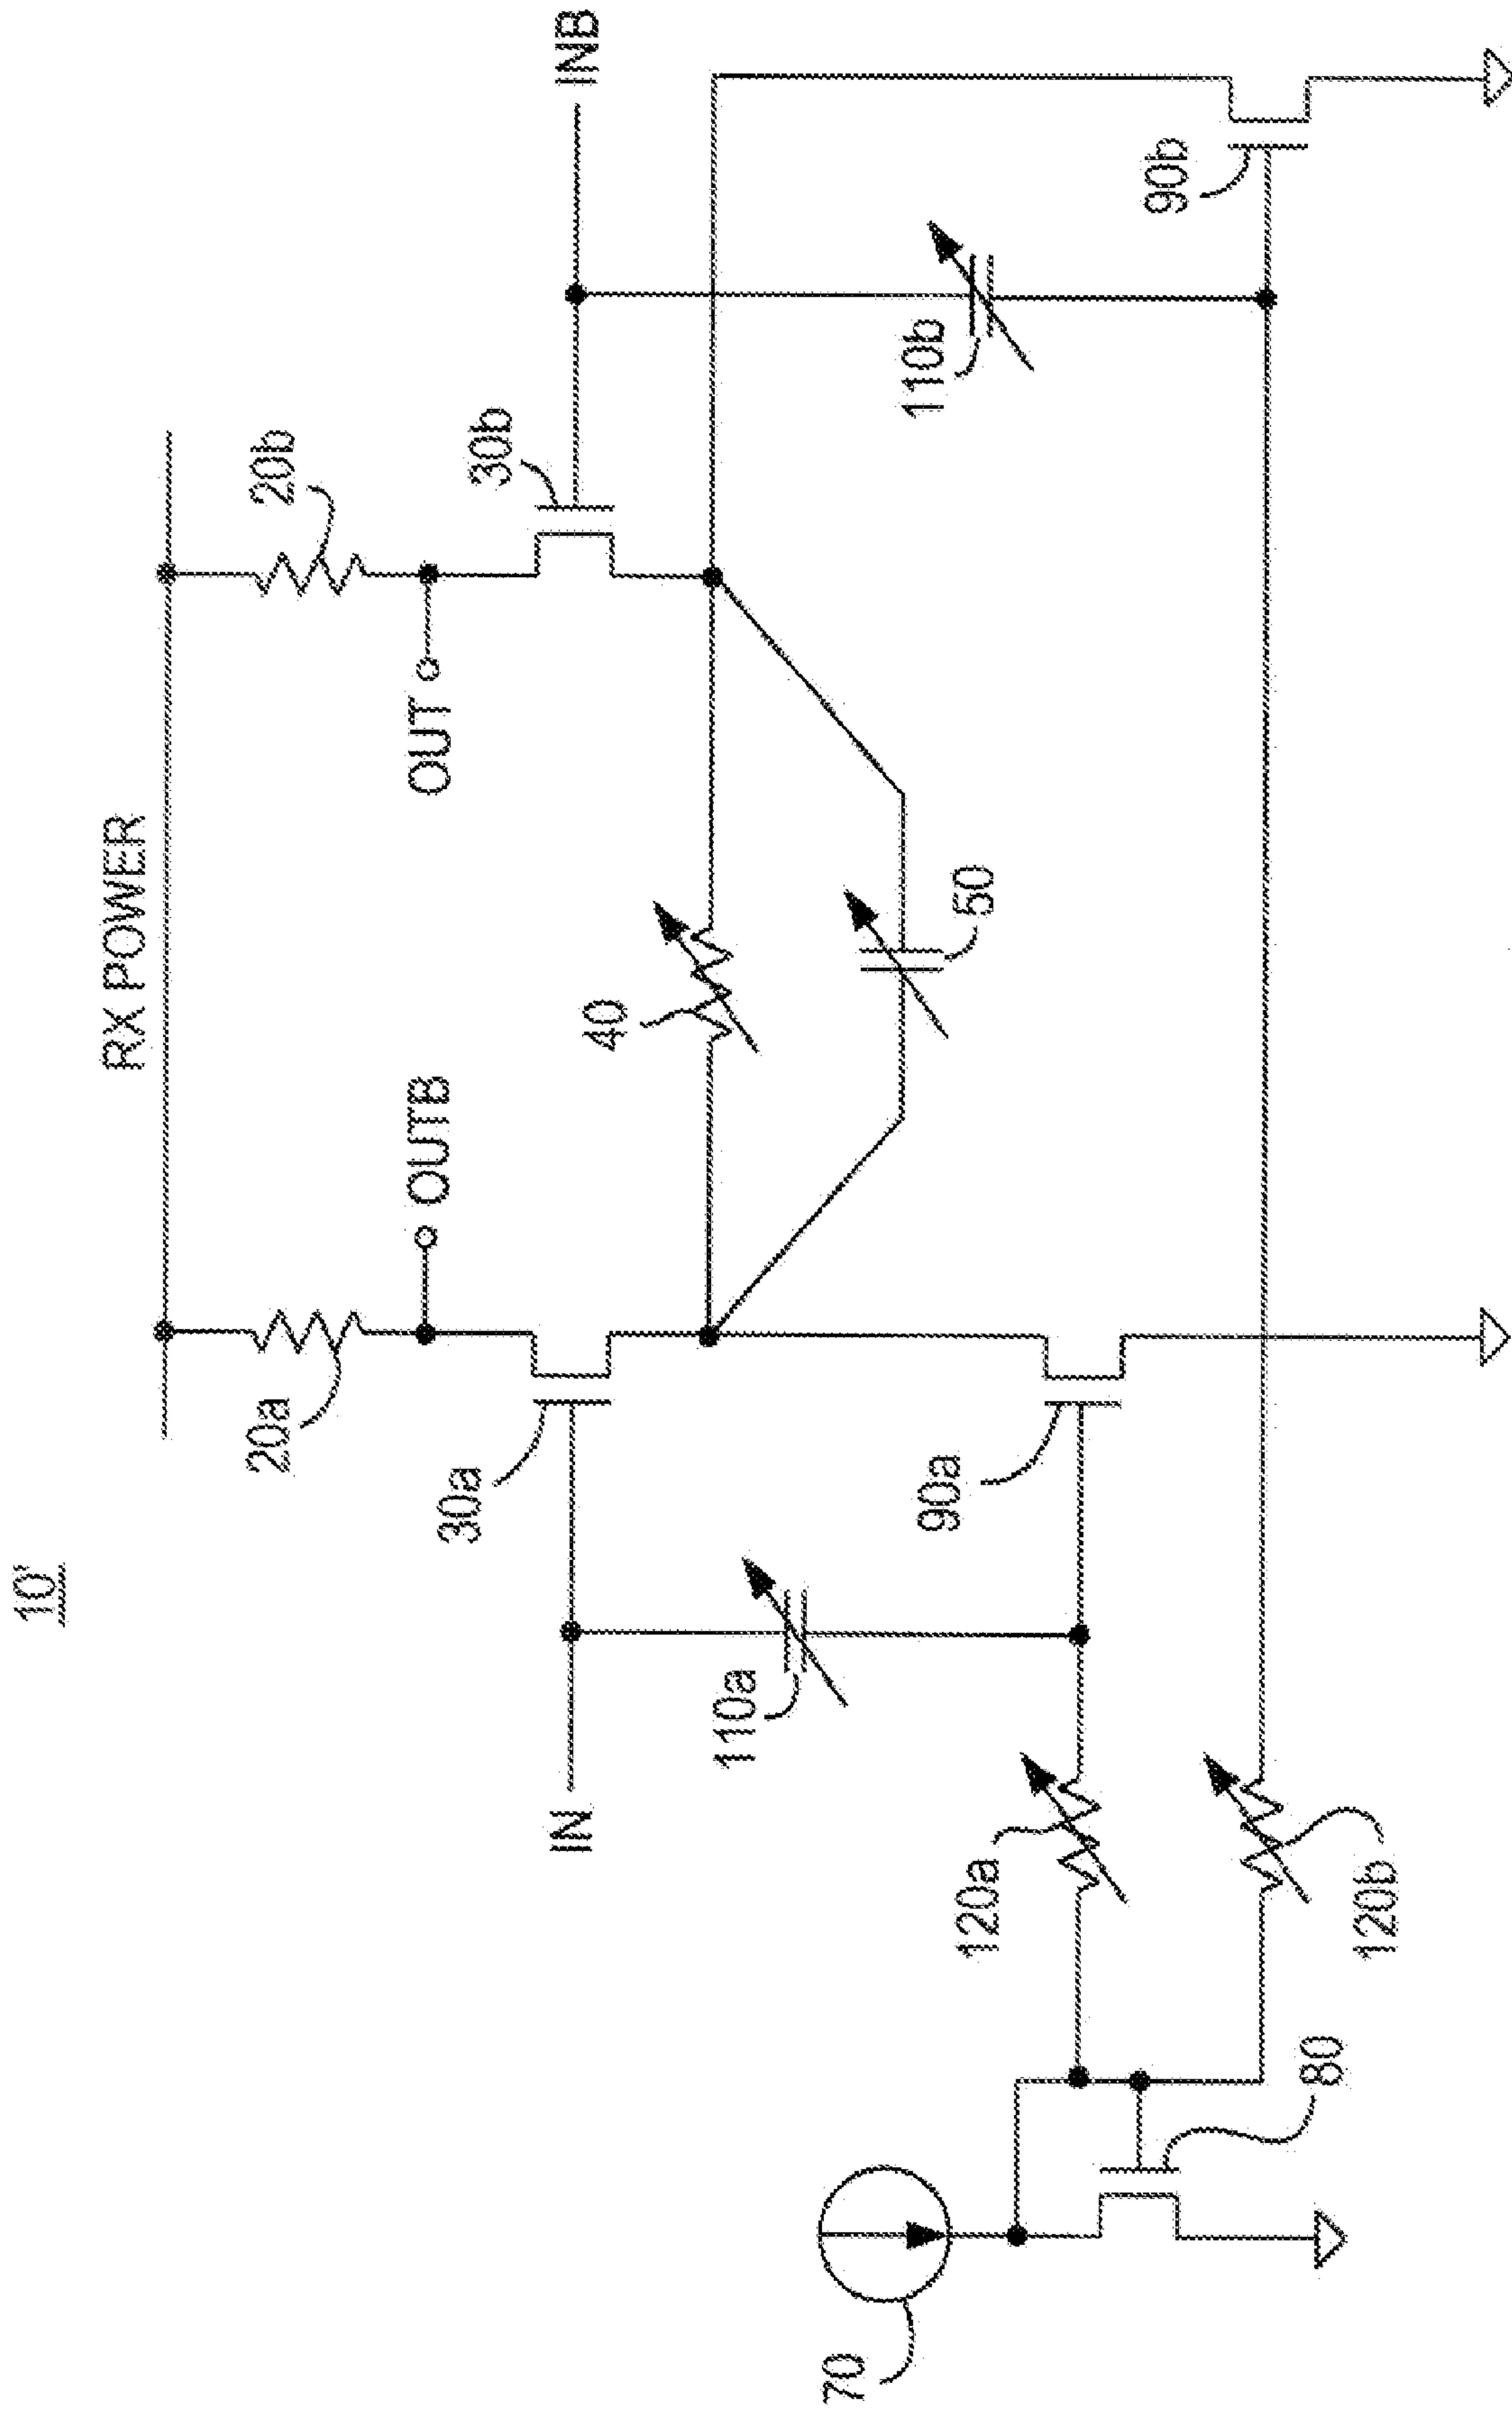 10'
RX POWER
20a
20b
OUTB
OUT
30a
30b
IN
INB
40
110a
50
110b
70
90a
90b
120a
120b
80